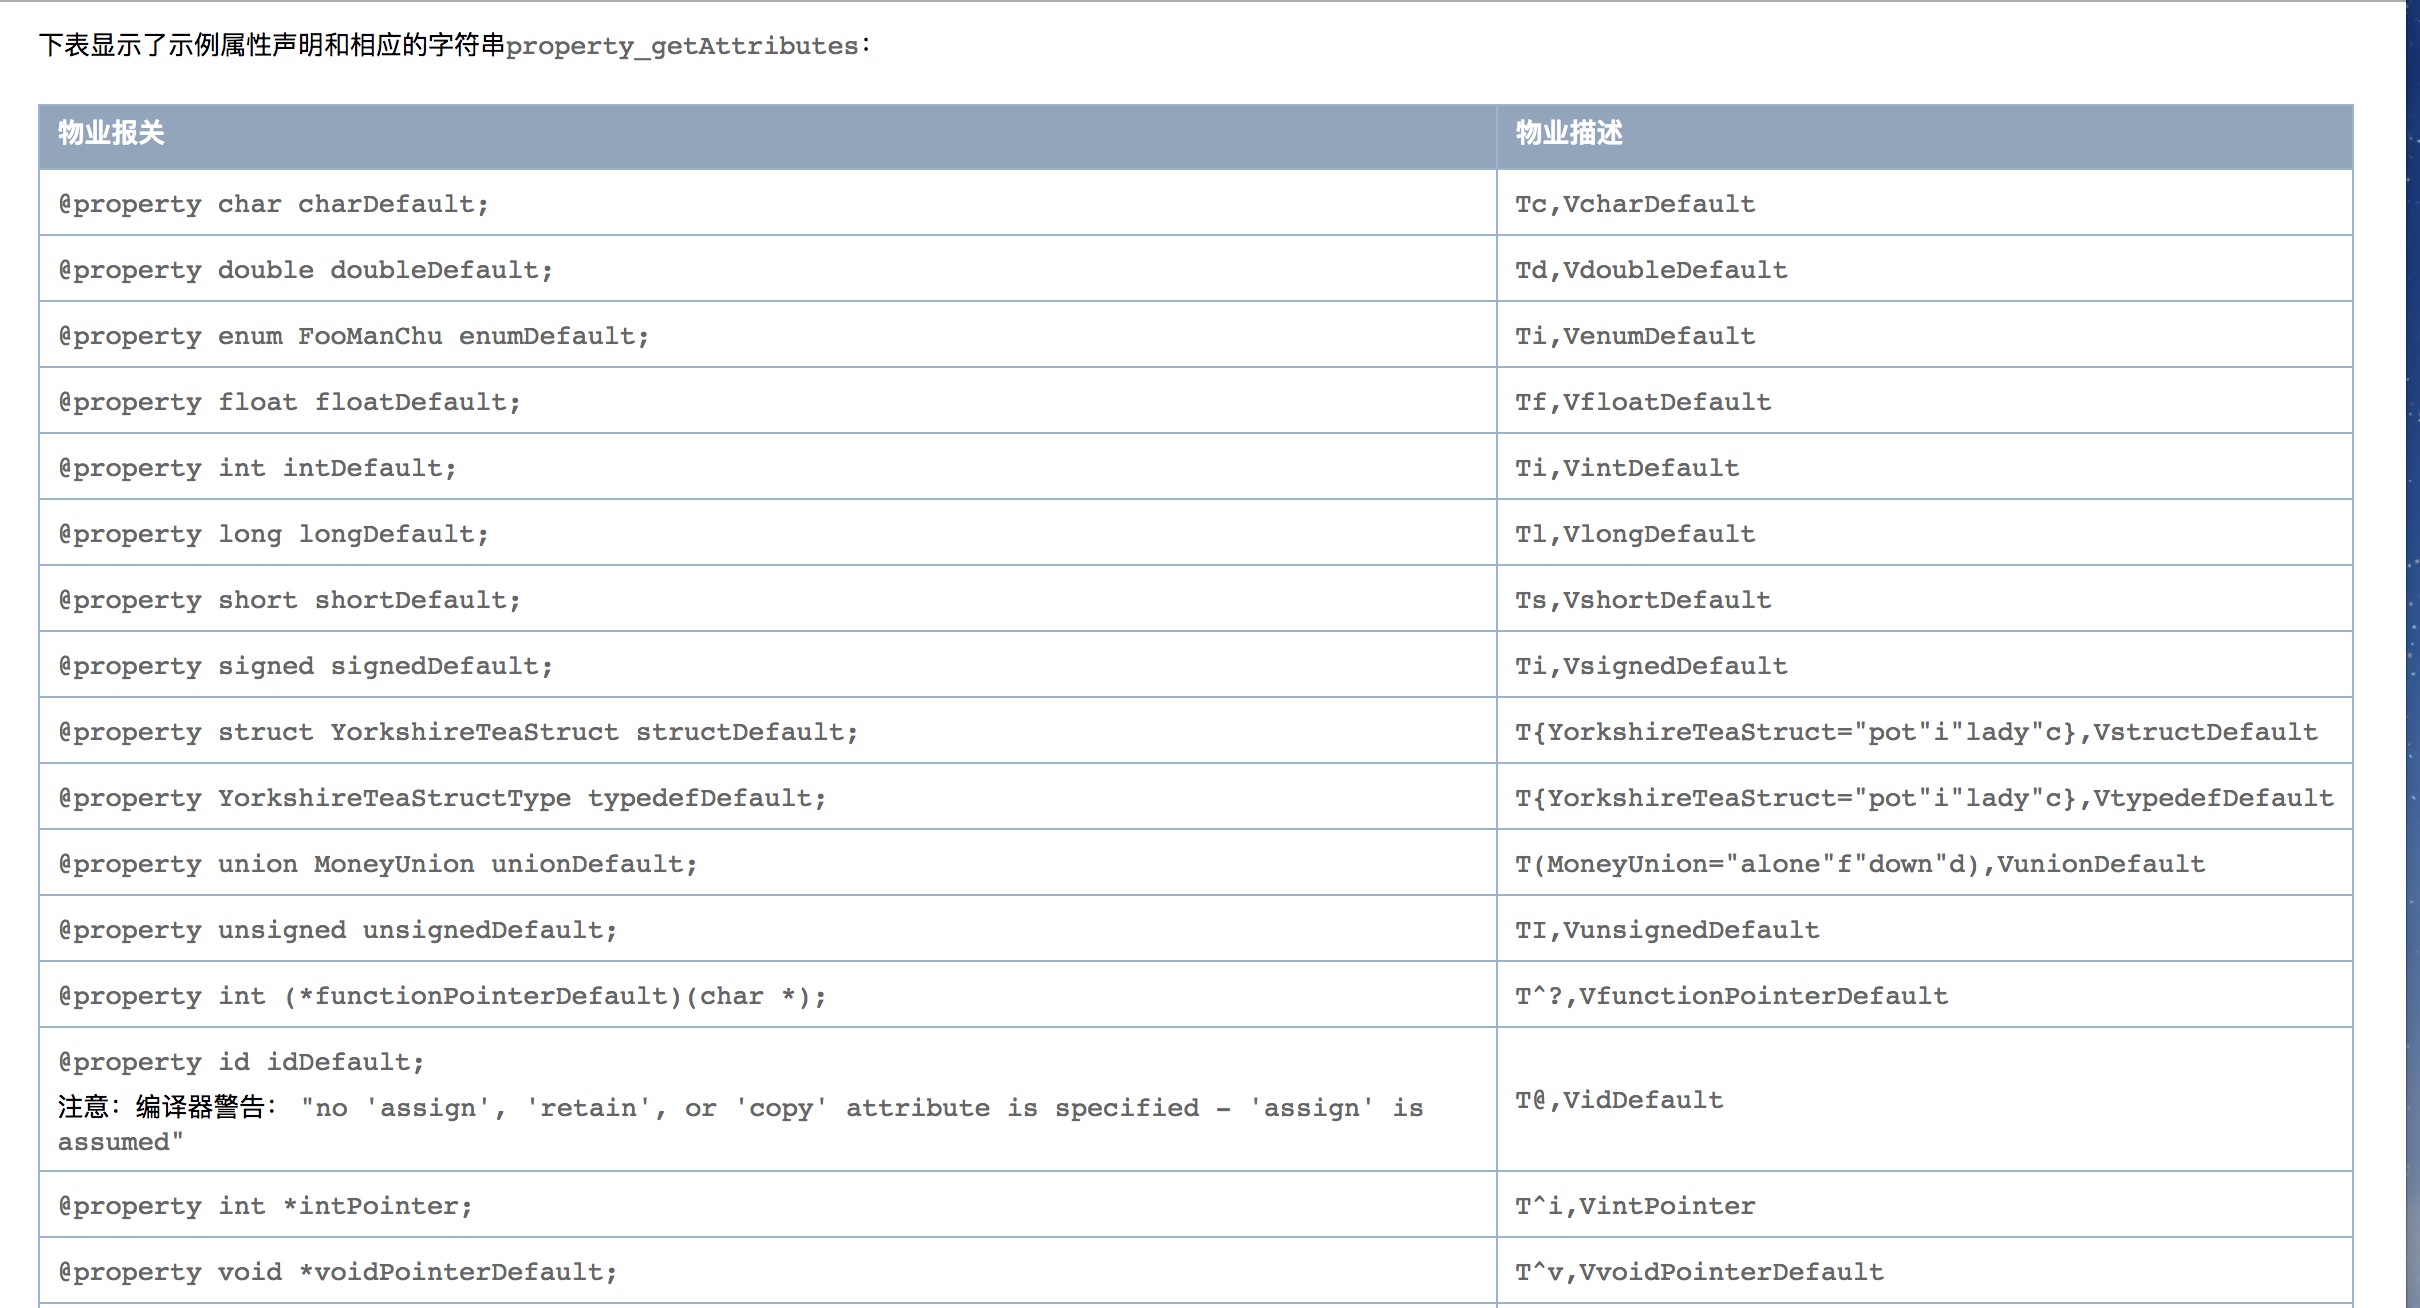 下表显示了示例属性声明和相应的字符串property_getAttributes：
物业报关 物业描述
@property char charDefault; Tc,VcharDefault
@property double doubleDefault; Td,VdoubleDefault
@property enum FooManChu enumDefault; Ti,VenumDefault
@property float floatDefault; Tf,VfloatDefault
@property int intDefault; Ti,VintDefault
@property long longDefault; Tl,VlongDefault
@property short shortDefault; Ts,VshortDefault
@property signed signedDefault; Ti,VsignedDefault
@property struct YorkshireTeaStruct structDefault; T{YorkshireTeaStruct="pot"i"lady"c},VstructDefault
@property YorkshireTeaStructType typedefDefault; T{YorkshireTeaStruct="pot"i"lady"c},VtypedefDefault
@property union MoneyUnion unionDefault; T(MoneyUnion="alone"f"down"d),VunionDefault
@property unsigned unsignedDefault; TI,VunsignedDefault
@property int (*functionPointerDefault)(char *); T^?,VfunctionPointerDefault
@property id idDefault;
注意：编译器警告： "no 'assign', 'retain', or 'copy' attribute is specified – 'assign' is
assumed"
T@,VidDefault
@property int *intPointer; T^i,VintPointer
@property void *voidPointerDefault; T^v,VvoidPointerDefault